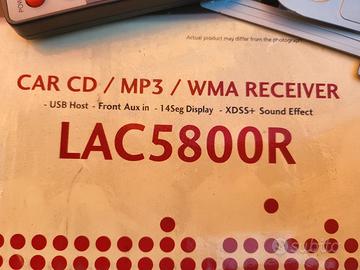 Actual product may differ from the photograph
CAR CD / MP3 / WMA RECEIVER
- USB Host - Front Aux in - 14Seg Display - XDSS+ Sound Effect
LAC5800R
subito